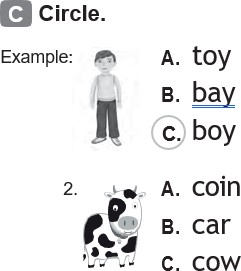 C Circle.
Example:
A. toy
B. bay
C. boy
2.
A. coin
B. car
C. cow